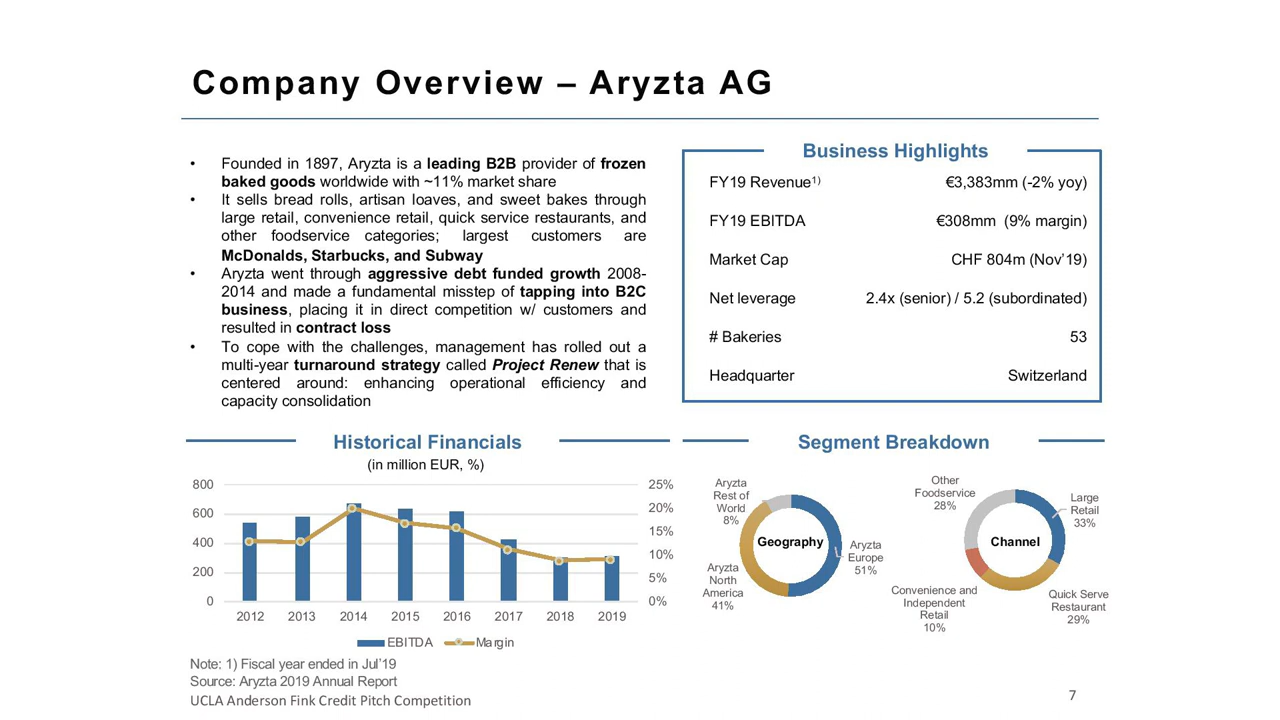 Company Overview – Aryzta AG
• Founded in 1897, Aryzta is a leading B2B provider of frozen
baked goods worldwide with ~11% market share
• It sells bread rolls, artisan loaves, and sweet bakes through
large retail, convenience retail, quick service restaurants, and
other foodservice categories; largest customers are
McDonalds, Starbucks, and Subway
• Aryzta went through aggressive debt funded growth 2008-
2014 and made a fundamental misstep of tapping into B2C
business, placing it in direct competition w/ customers and
resulted in contract loss
• To cope with the challenges, management has rolled out a
multi-year turnaround strategy called Project Renew that is
centered around: enhancing operational efficiency and
capacity consolidation
Business Highlights
FY19 Revenue1) €3,383mm (-2% yoy)
FY19 EBITDA €308mm (9% margin)
Market Cap CHF 804m (Nov'19)
Net leverage 2.4x (senior) / 5.2 (subordinated)
# Bakeries 53
Headquarter Switzerland
Historical Financials
(in million EUR, %)
800 25%
600 20%
15%
400
10%
200
5%
0 0%
2012 2013 2014 2015 2016 2017 2018 2019
EBITDA Margin
Segment Breakdown
Aryzta
Rest of
World
8%
Geography
Aryzta
Europe
51%
Aryzta
North
America
41%
Other
Foodservice
28%
Large
Retail
33%
Channel
Convenience and
Independent
Retail
10%
Quick Serve
Restaurant
29%
Note: 1) Fiscal year ended in Jul'19
Source: Aryzta 2019 Annual Report
UCLA Anderson Fink Credit Pitch Competition
7